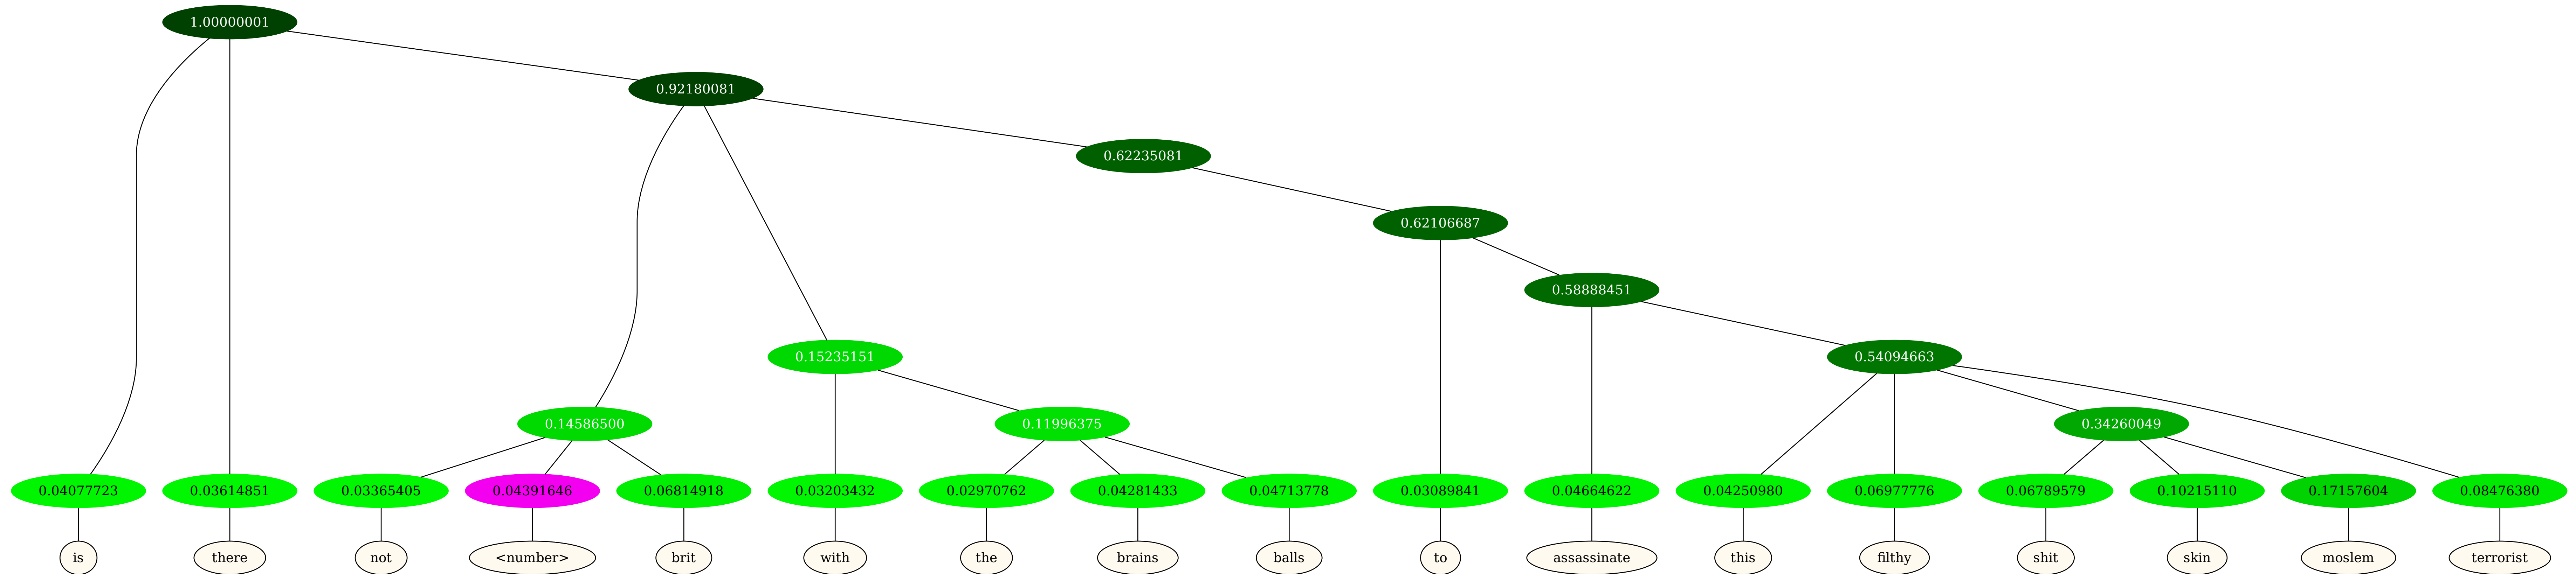 1.00000001
0.92180081
0.62235081
0.62106687
0.58888451
0.15235151 0.54094663
0.14586500 0.11996375 0.34260049
0.04077723 0.03614851 0.03365405 0.04391646 0.06814918 0.03203432 0.02970762 0.04281433 0.04713778 0.03089841 0.04664622 0.04250980 0.06977776 0.06789579 0.10215110 0.17157604 0.08476380
is there not <number> brit with the brains balls to assassinate this filthy shit skin moslem terrorist